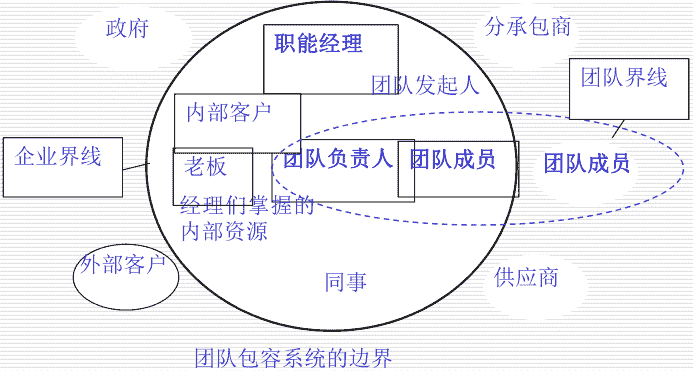 政府
分承包商
职能经理
团队发起人
团队界线
内部客户
企业界线
老板
团队负责人
团队成员
团队成员
经理们掌握的
内部资源
外部客户
同事
供应商
团队包容系统的边界